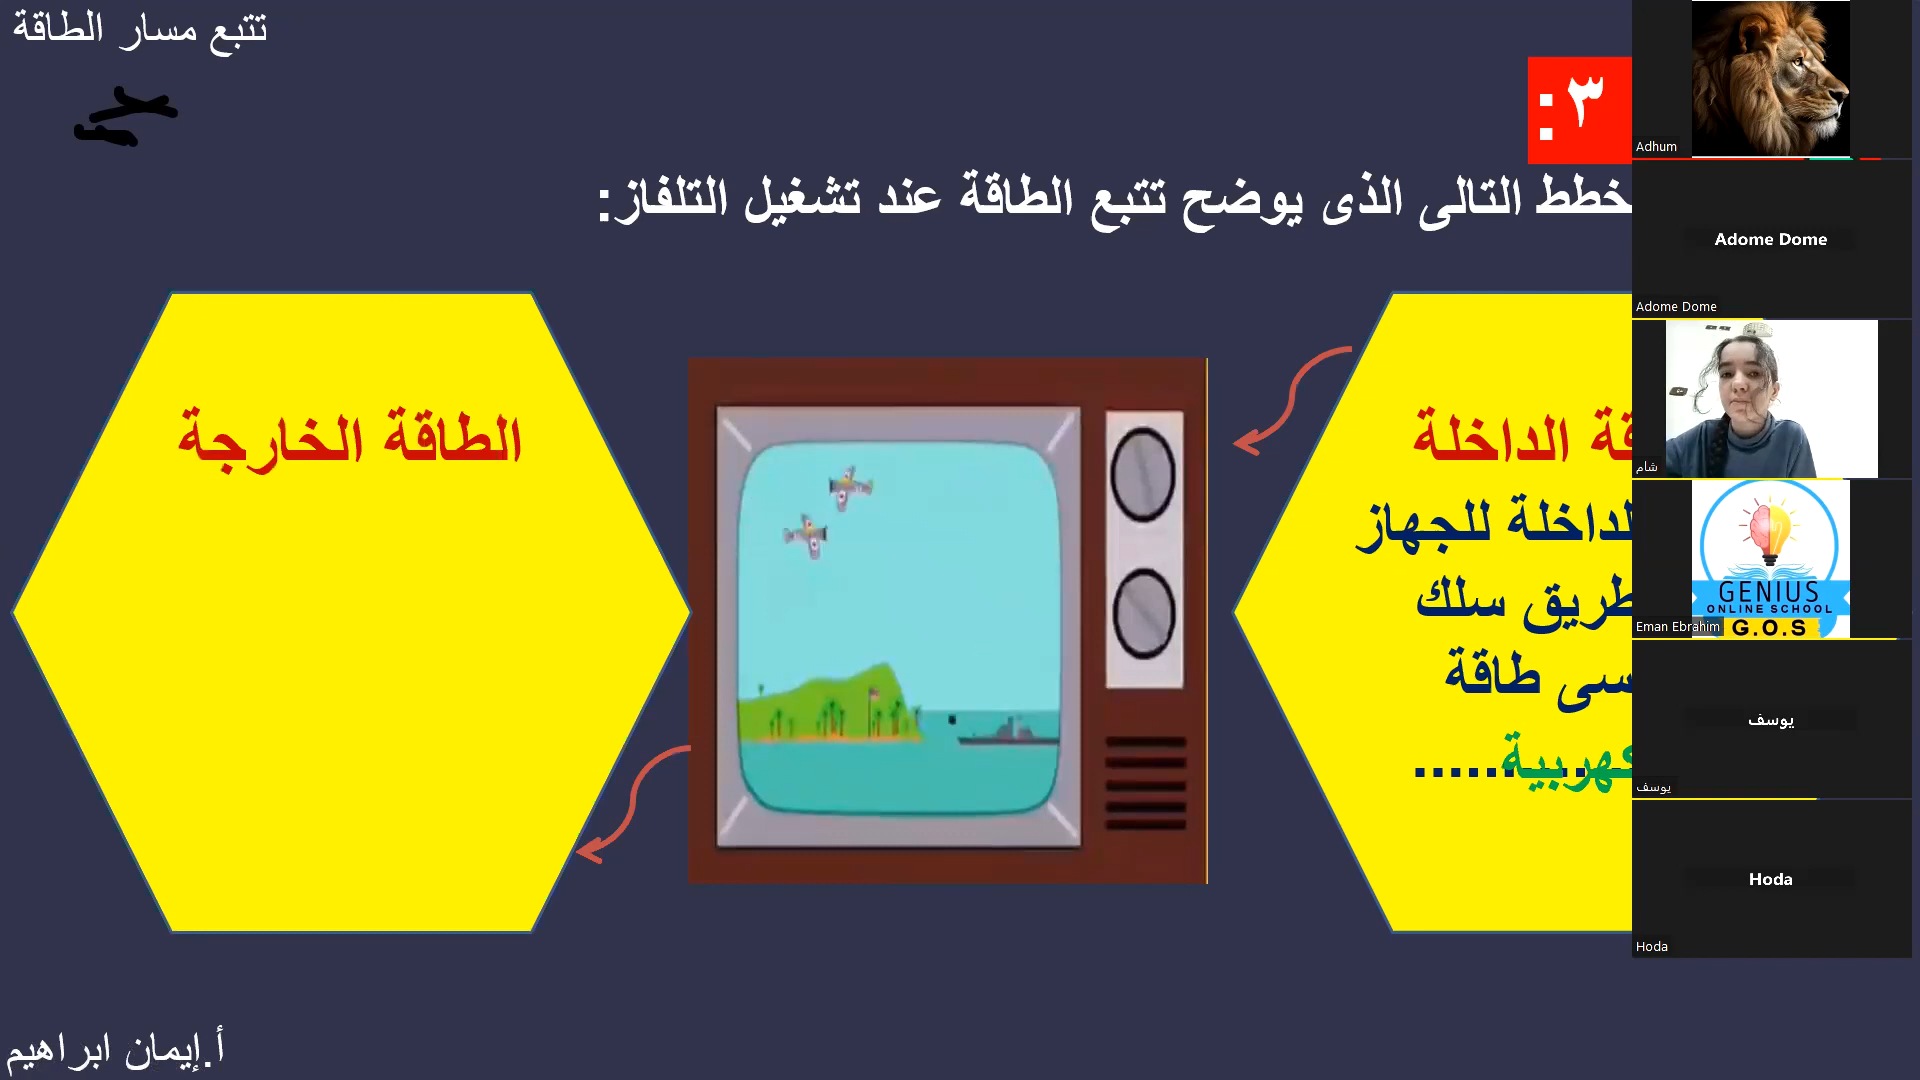 تتبع مسار الطاقة
٣:
خطط التالى الذى يوضح تتبع الطاقة عند تشغيل التلفاز:
قة الداخلة
لداخلة للجهاز
طريق سلك
سى طاقة
كهربية............
الطاقة الخارجة
أ.إيمان ابراهيم
Adhum
Adome Dome
Adome Dome
شام
GENIUS
ONLINE SCHOOL
G.O.S
Eman Ebrahim
يوسف
يوسف
Hoda
Hoda